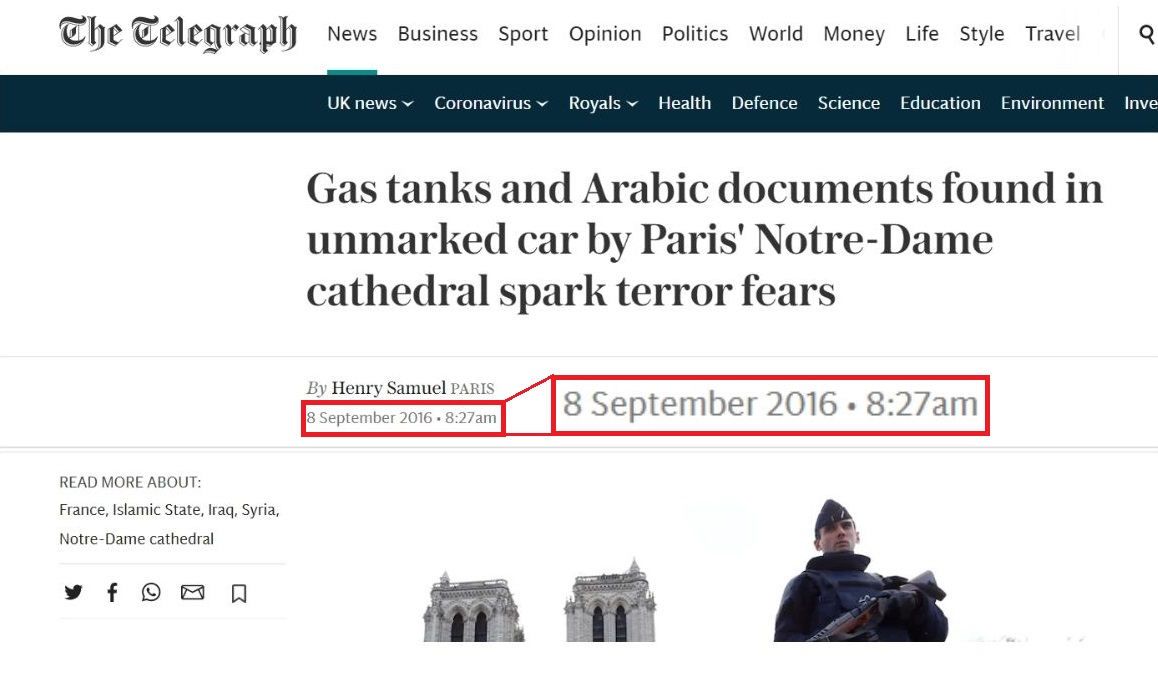 The Telegraph
News Business Sport Opinion Politics World Money Life Style Travel
UK news Coronavirus Royals Health Defence Science Education Environment Inve
Gas tanks and Arabic documents found in
unmarked car by Paris' Notre-Dame
cathedral spark terror fears
By Henry Samuel PARIS
8 September 2016 • 8:27am
8 September 2016 • 8:27am
READ MORE ABOUT:
France, Islamic State, Iraq, Syria,
Notre-Dame cathedral